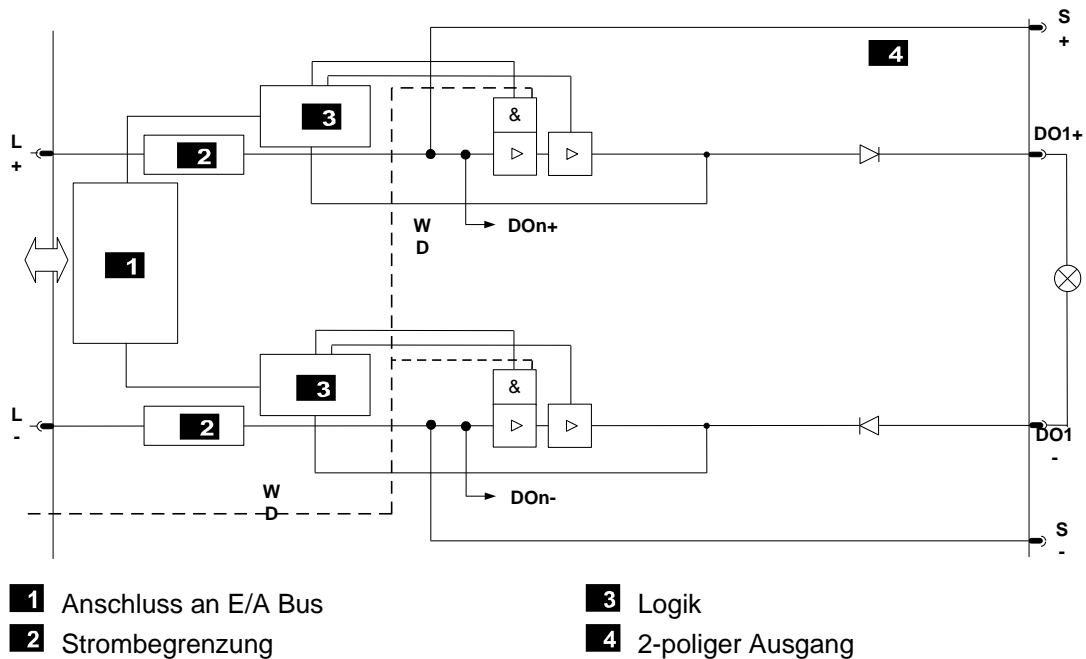 S
+
4
3
&
L
+
2
DO1+
W
D
DOn+
1
3
&
L
-
2
DO1
-
W
D
DOn-
S
-
1 Anschluss an E/A Bus
2 Strombegrenzung
3 Logik
4 2-poliger Ausgang